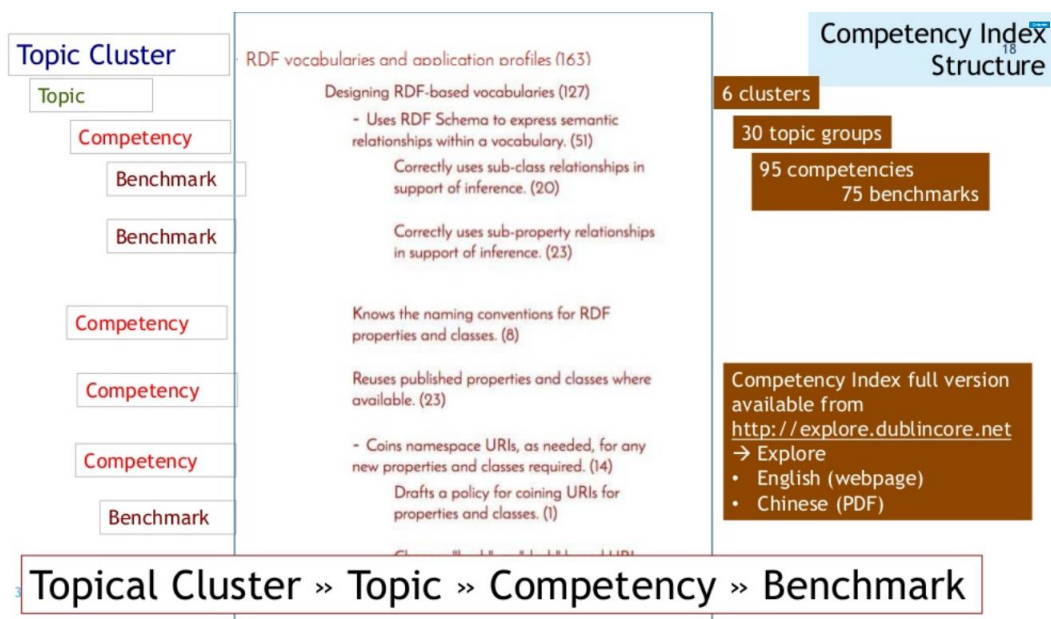 Competency Index
18
Structure
Topic Cluster
RDF vocabularies and application profiles (163)
Topic
Designing RDF-based vocabularies (127)
6 clusters
Competency
- Uses RDF Schema to express semantic
relationships within a vocabulary. (51)
30 topic groups
Benchmark
Correctly uses sub-class relationships in
support of inference. (20)
95 competencies
75 benchmarks
Benchmark
Correctly uses sub-property relationships
in support of inference. (23)
Competency
Knows the naming conventions for RDF
properties and classes. (8)
Competency
Reuses published properties and classes where
available. (23)
Competency
- Coins namespace URIs, as needed, for any
new properties and classes required. (14)
Benchmark
Drafts a policy for coining URIs for
properties and classes. (1)
Competency Index full version
available from
http://explore.dublincore.net
→ Explore
• English (webpage)
• Chinese (PDF)
3
Topical Cluster » Topic » Competency » Benchmark